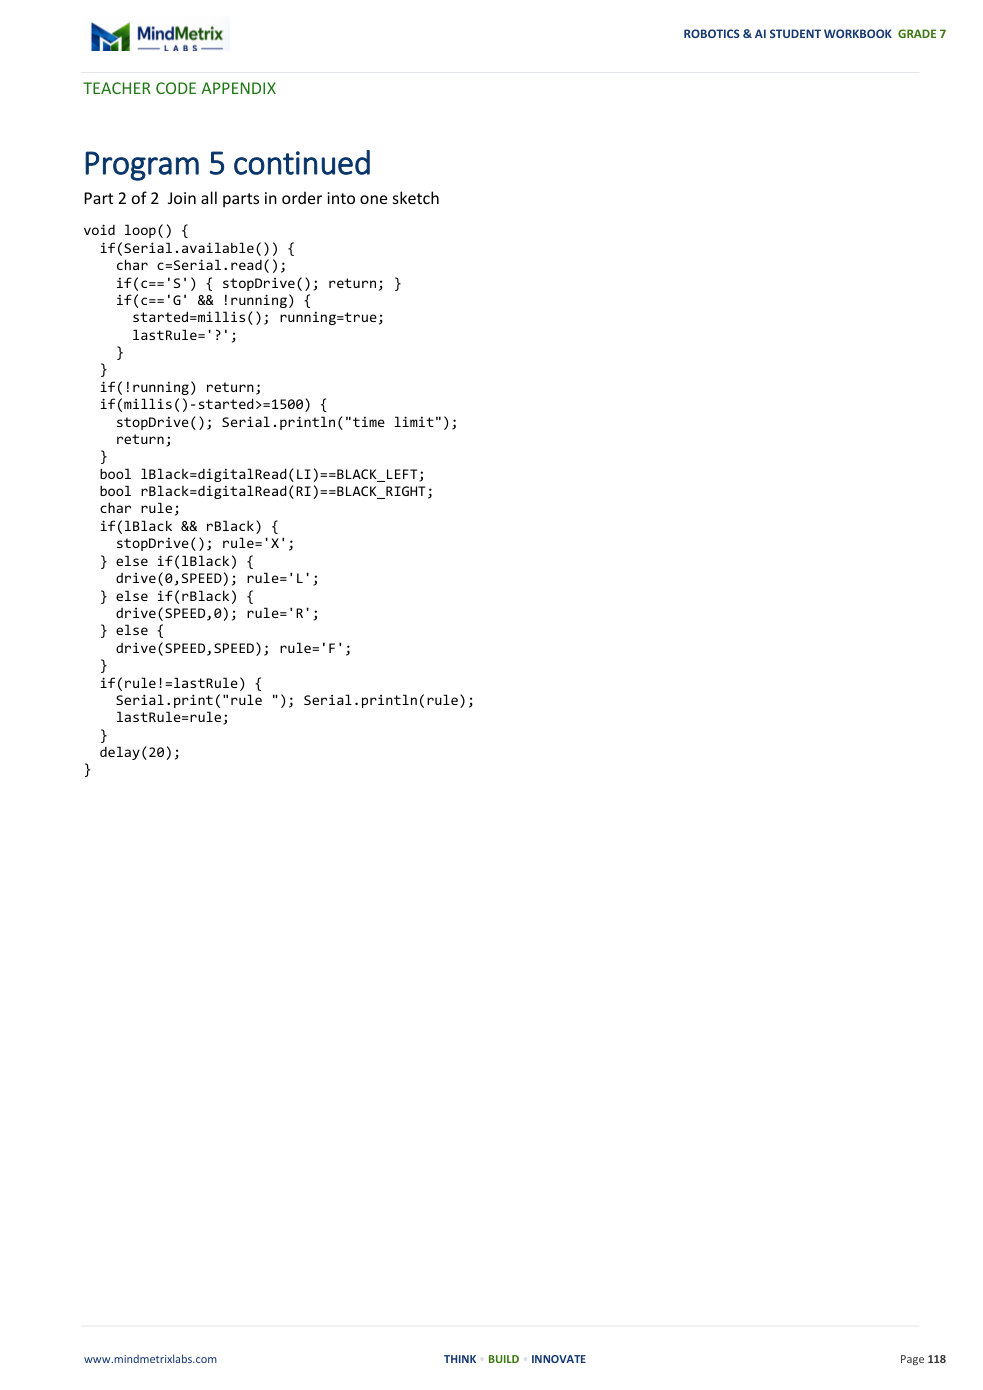 MindMetrix
LABS
ROBOTICS & AI STUDENT WORKBOOK GRADE 7
TEACHER CODE APPENDIX
Program 5 continued
Part 2 of 2  Join all parts in order into one sketch
void loop() {
  if(Serial.available()) {
    char c=Serial.read();
    if(c=='S') { stopDrive(); return; }
    if(c=='G' && !running) {
      started=millis(); running=true;
      lastRule='?';
    }
  }
  if(!running) return;
  if(millis()-started>=1500) {
    stopDrive(); Serial.println("time limit");
    return;
  }
  bool lBlack=digitalRead(LI)==BLACK_LEFT;
  bool rBlack=digitalRead(RI)==BLACK_RIGHT;
  char rule;
  if(lBlack && rBlack) {
    stopDrive(); rule='X';
  } else if(lBlack) {
    drive(0,SPEED); rule='L';
  } else if(rBlack) {
    drive(SPEED,0); rule='R';
  } else {
    drive(SPEED,SPEED); rule='F';
  }
  if(rule!=lastRule) {
    Serial.print("rule "); Serial.println(rule);
    lastRule=rule;
  }
  delay(20);
}
www.mindmetrixlabs.com
THINK • BUILD • INNOVATE
Page 118